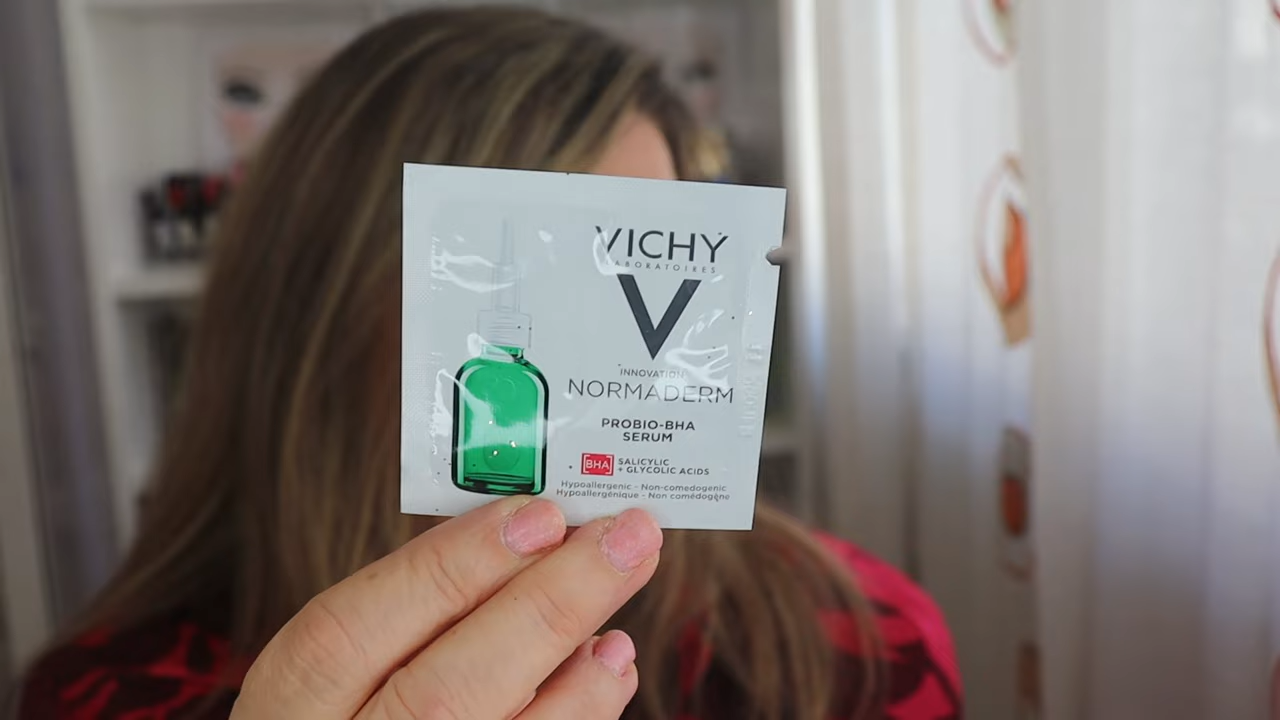 VICHY
LABORATOIRES
V
INNOVATION
NORMADERM
PROBIO-BHA
SERUM
BHA SALICYLIC
+ GLYCOLIC ACIDS
Hypoallergenic - Non-comedogenic
Hypoallergénique - Non comédogène